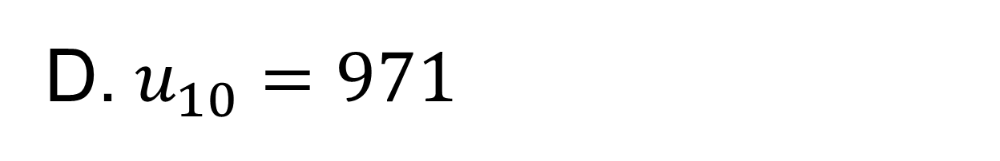 D. u₁₀ = 971